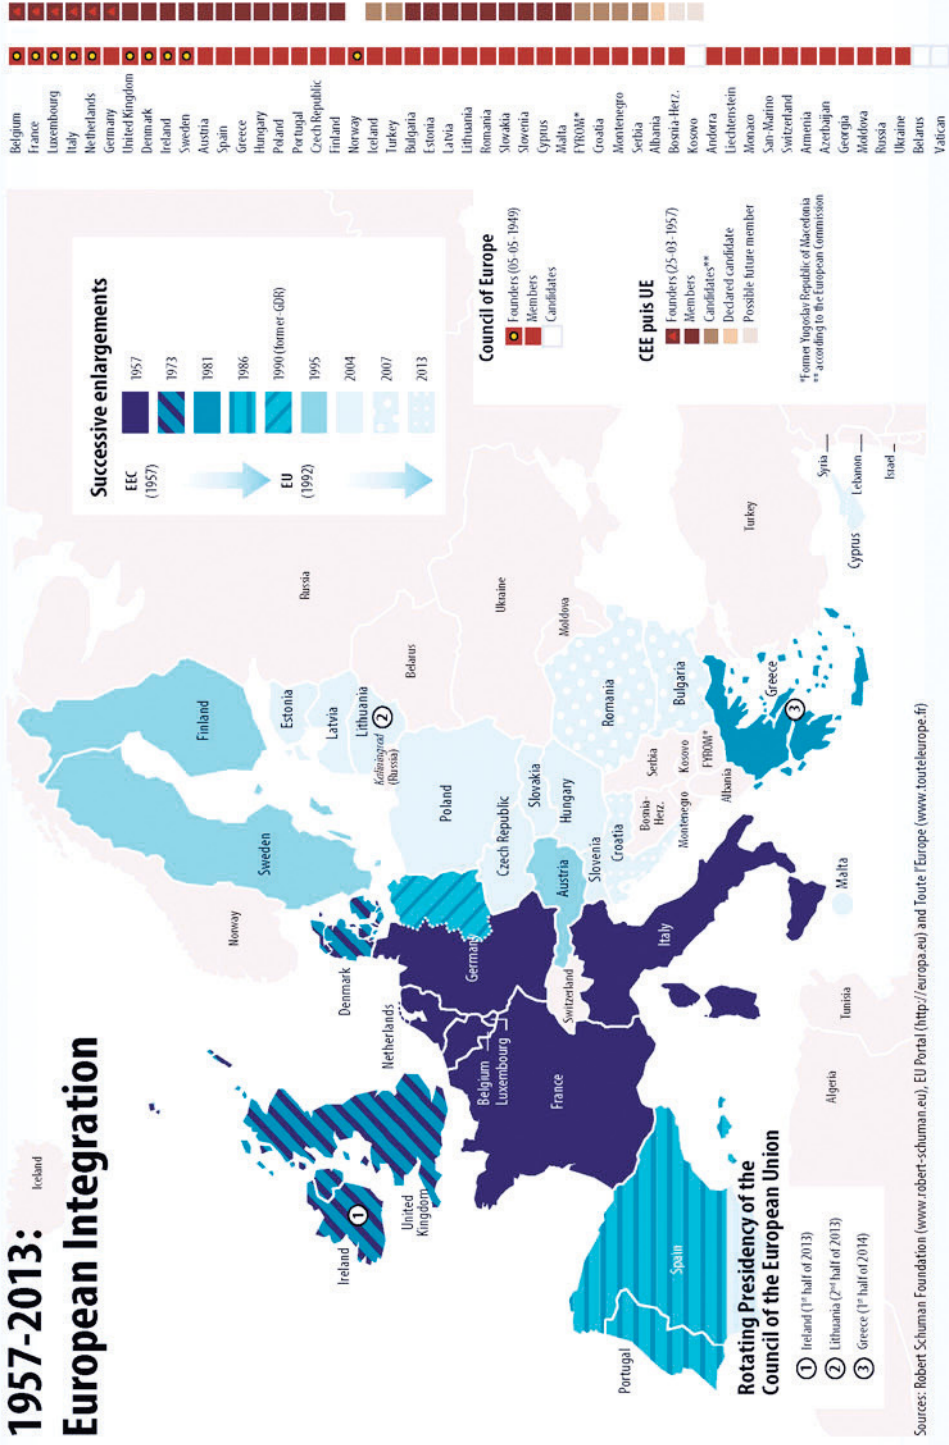 1957-2013:
European Integration
Iceland
Norway
Sweden
Finland
Russia
Estonia
Latvia
Lithuania
2
Kaliningrad
(Russia)
Belarus
Ukraine
Moldova
Denmark
Ireland
1
United
Kingdom
Netherlands
Belgium
Luxembourg
Germany
Poland
Czech Republic
Slovakia
Hungary
Austria
Switzerland
France
Slovenia
Croatia
Bosnia-
Herz.
Serbia
Montenegro
Kosovo
FYROM*
Albania
Romania
Bulgaria
Greece
3
Italy
Malta
Portugal
Spain
Algeria
Tunisia
Turkey
Cyprus
Syria
Lebanon
Israel
Successive enlargements
EEC
(1957)
EU
(1992)
1957
1973
1981
1986
1990 (former-GDR)
1995
2004
2007
2013
Council of Europe
Founders (05-05-1949)
Members
Candidates
CEE puis UE
Founders (25-03-1957)
Members
Candidates**
Declared candidate
Possible future member
*Former Yugoslav Republic of Macedonia
** according to the European Commission
Belgium
France
Luxembourg
Italy
Netherlands
Germany
United Kingdom
Denmark
Ireland
Sweden
Austria
Spain
Greece
Hungary
Poland
Portugal
Czech Republic
Finland
Norway
Iceland
Turkey
Bulgatia
Estonia
Latvia
Lithuania
Romania
Slovakia
Slovenia
Cyprus
Malta
FYROM*
Croatia
Montenegro
Serbia
Albania
Bosnia-Herz.
Kosovo
Andorra
Liechtenstein
Monaco
San-Marino
Switzerland
Armenia
Azerbaijan
Georgia
Moldova
Russia
Ukraine
Belarus
Vatican
Rotating Presidency of the
Council of the European Union
1 Ireland (1st half of 2013)
2 Lithuania (2nd half of 2013)
3 Greece (1st half of 2014)
Sources: Robert Schuman Foundation (www.robert-schuman.eu), EU Portal (http://europa.eu) and Toute l'Europe (www.touteleurope.fr)